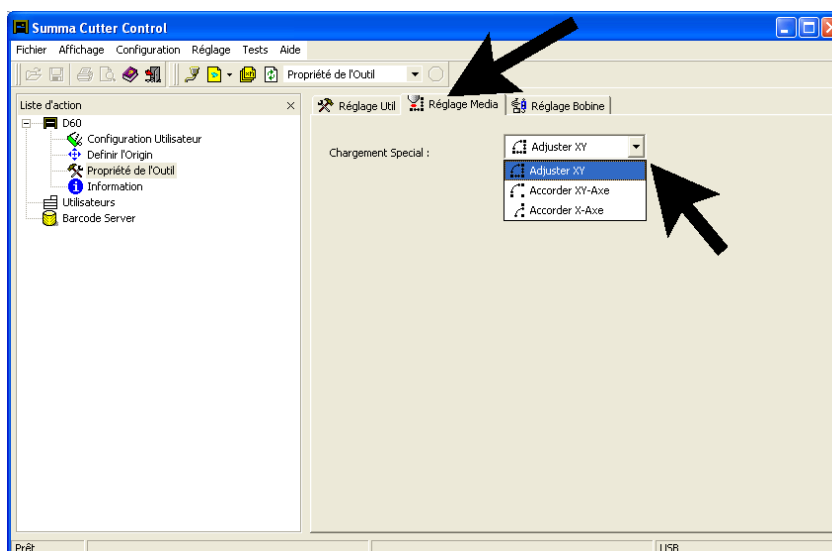 Summa Cutter Control
Fichier Affichage Configuration Réglage Tests Aide
Propriété de l'Outil
Liste d'action
D60
Configuration Utilisateur
Definir l'Origin
Propriété de l'Outil
Information
Utilisateurs
Barcode Server
Réglage Util Réglage Media Réglage Bobine
Chargement Special :
Adjuster XY
Adjuster XY
Accorder XY-Axe
Accorder X-Axe
Prêt
USB